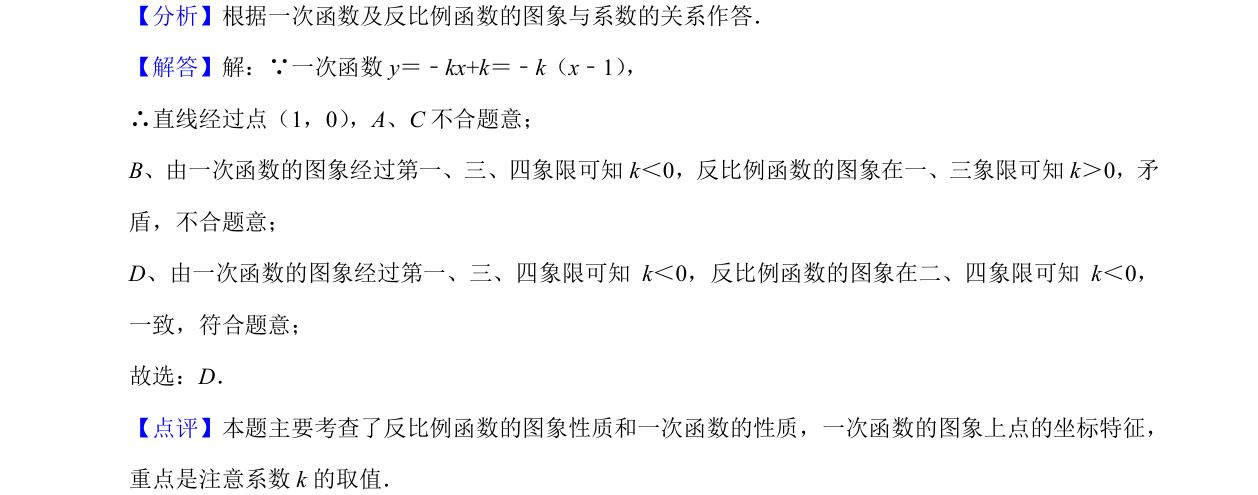 【分析】根据一次函数及反比例函数的图象与系数的关系作答．
【解答】解：∵一次函数 y＝﹣kx+k＝﹣k（x﹣1），
∴直线经过点（1，0），A、C 不合题意；
B、由一次函数的图象经过第一、三、四象限可知 k＜0，反比例函数的图象在一、三象限可知 k＞0，矛
盾，不合题意；
D、由一次函数的图象经过第一、三、四象限可知 k＜0，反比例函数的图象在二、四象限可知 k＜0，
一致，符合题意；
故选：D．
【点评】本题主要考查了反比例函数的图象性质和一次函数的性质，一次函数的图象上点的坐标特征，
重点是注意系数 k 的取值．